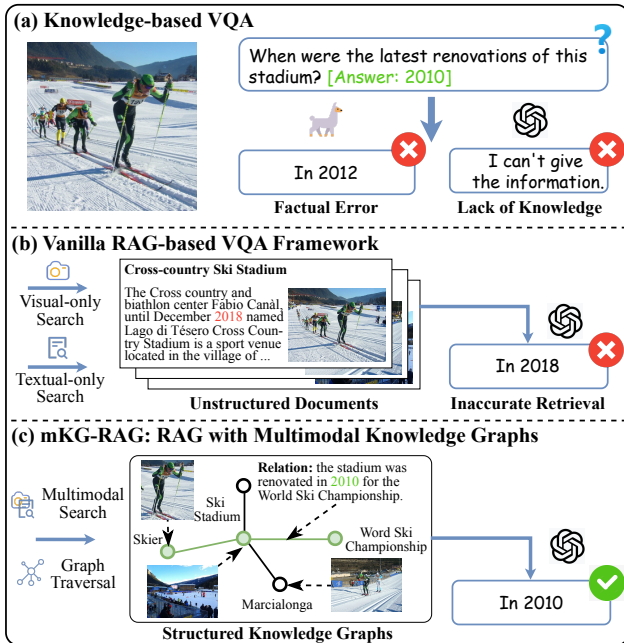 (a) Knowledge-based VQA
When were the latest renovations of this
stadium? [Answer: 2010]
?
In 2012
I can't give
the information.
Factual Error
Lack of Knowledge
(b) Vanilla RAG-based VQA Framework
Visual-only
Search
Textual-only
Search
Cross-country Ski Stadium
The Cross country and
biathlon center Fábio Canàl,
until December 2018 named
Lago di Tésero Cross Coun-
try Stadium is a sport venue
located in the village of ...
Unstructured Documents
In 2018
Inaccurate Retrieval
(c) mKG-RAG: RAG with Multimodal Knowledge Graphs
Multimodal
Search
Graph
Traversal
Relation: the stadium was
renovated in 2010 for the
World Ski Championship.
Ski
Stadium
Skier
Word Ski
Championship
Marcialonga
Structured Knowledge Graphs
In 2010